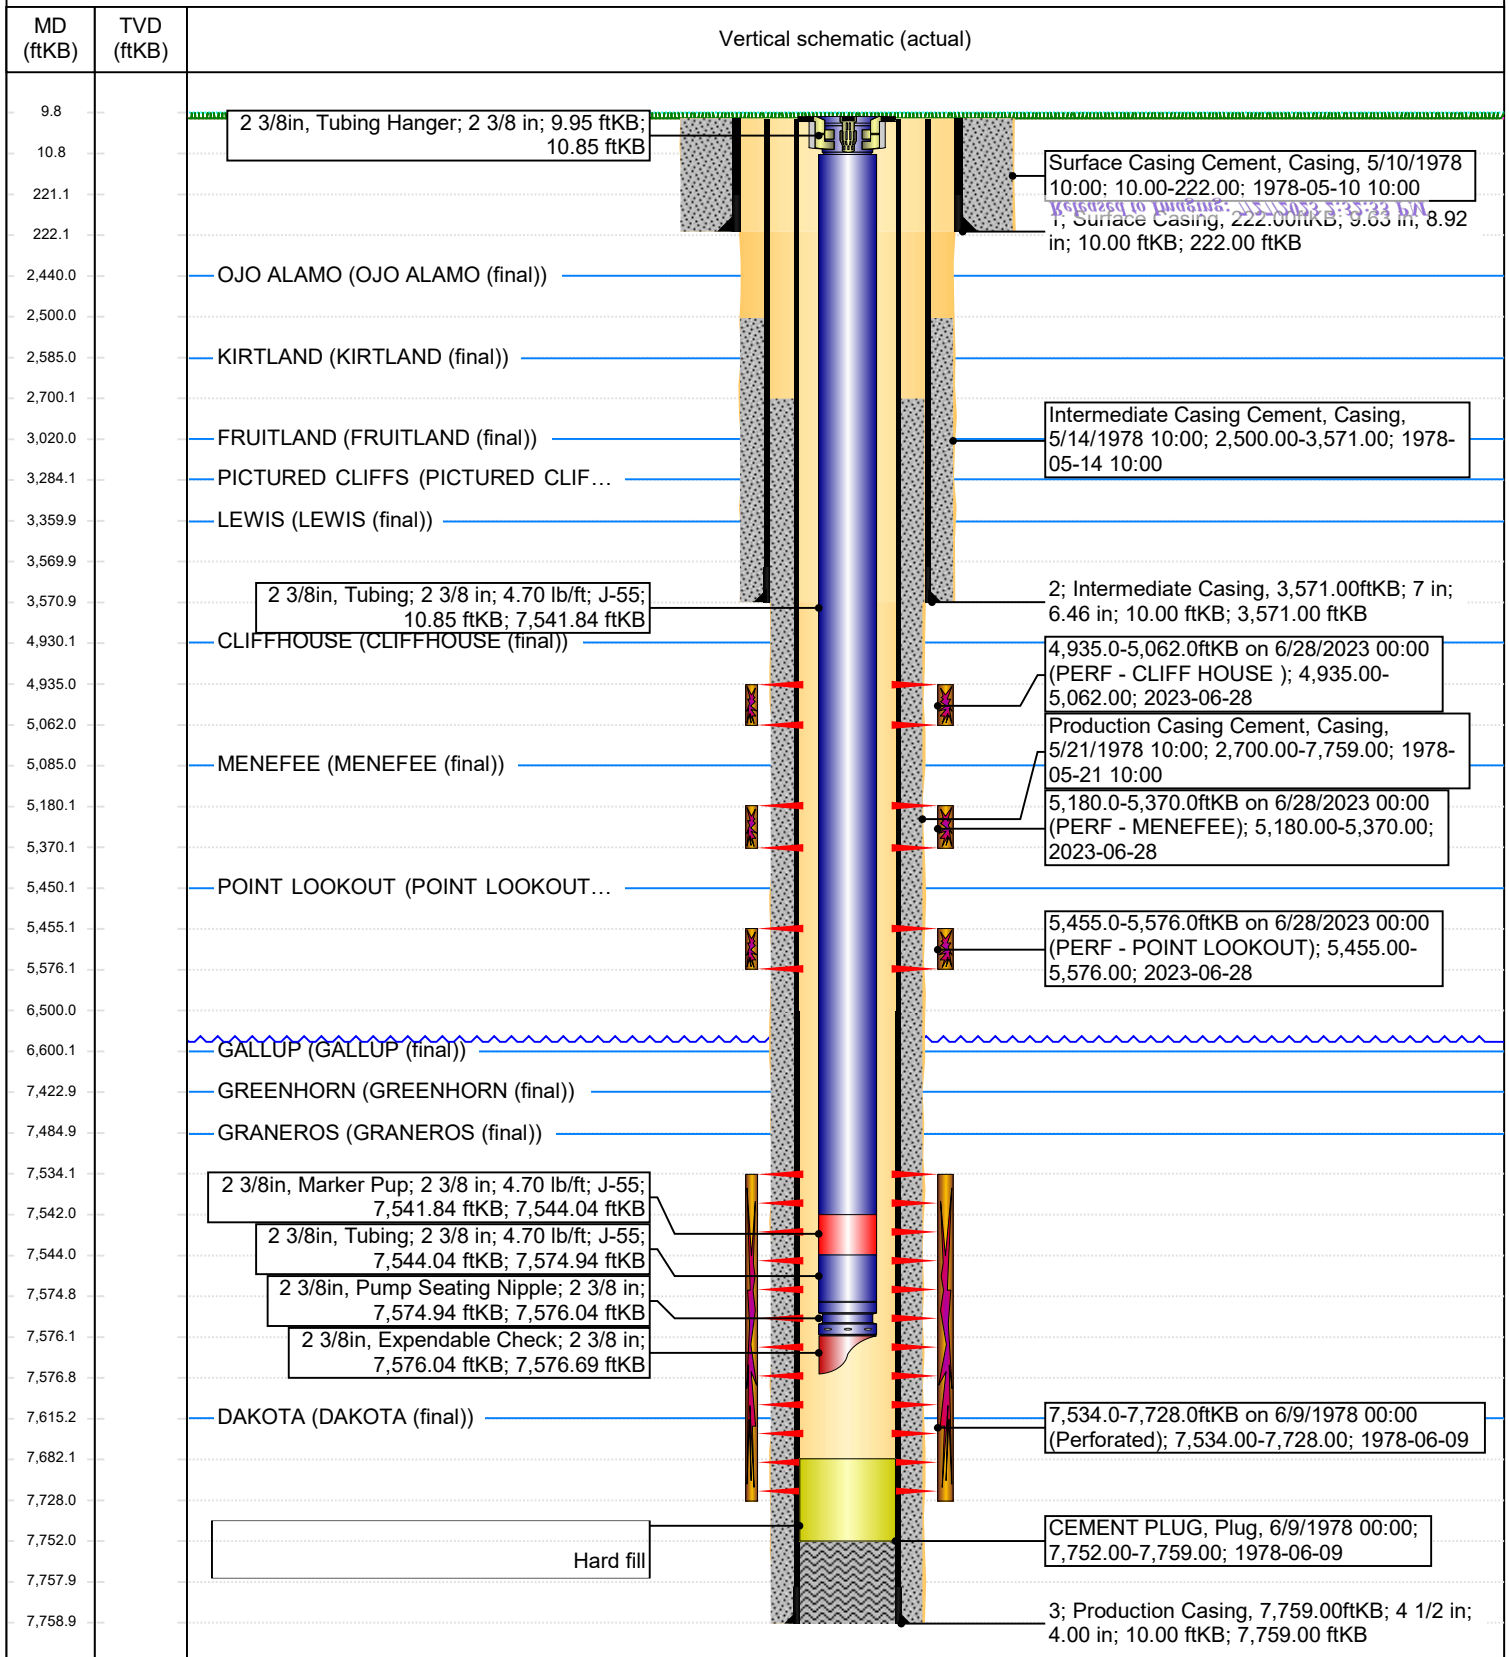 MD
(ftKB)
TVD
(ftKB)
Vertical schematic (actual)
9.8
10.8
221.1
222.1
2,440.0
2,500.0
2,585.0
2,700.1
3,020.0
3,284.1
3,359.9
3,569.9
3,570.9
4,930.1
4,935.0
5,062.0
5,085.0
5,180.1
5,370.1
5,450.1
5,455.1
5,576.1
6,500.0
6,600.1
7,422.9
7,484.9
7,534.1
7,542.0
7,544.0
7,574.8
7,576.1
7,576.8
7,615.2
7,682.1
7,728.0
7,752.0
7,757.9
7,758.9
2 3/8in, Tubing Hanger; 2 3/8 in; 9.95 ftKB;
10.85 ftKB
OJO ALAMO (OJO ALAMO (final))
KIRTLAND (KIRTLAND (final))
FRUITLAND (FRUITLAND (final))
PICTURED CLIFFS (PICTURED CLIF...
LEWIS (LEWIS (final))
2 3/8in, Tubing; 2 3/8 in; 4.70 lb/ft; J-55;
10.85 ftKB; 7,541.84 ftKB
CLIFFHOUSE (CLIFFHOUSE (final))
MENEFEE (MENEFEE (final))
POINT LOOKOUT (POINT LOOKOUT...
GALLUP (GALLUP (final))
GREENHORN (GREENHORN (final))
GRANEROS (GRANEROS (final))
2 3/8in, Marker Pup; 2 3/8 in; 4.70 lb/ft; J-55;
7,541.84 ftKB; 7,544.04 ftKB
2 3/8in, Tubing; 2 3/8 in; 4.70 lb/ft; J-55;
7,544.04 ftKB; 7,574.94 ftKB
2 3/8in, Pump Seating Nipple; 2 3/8 in;
7,574.94 ftKB; 7,576.04 ftKB
2 3/8in, Expendable Check; 2 3/8 in;
7,576.04 ftKB; 7,576.69 ftKB
DAKOTA (DAKOTA (final))
Hard fill
Surface Casing Cement, Casing, 5/10/1978
10:00; 10.00-222.00; 1978-05-10 10:00
Released to Imaging: 7/27/2023 2:32:33 PM
1; Surface Casing, 222.00ftKB; 9.63 in; 8.92
in; 10.00 ftKB; 222.00 ftKB
Intermediate Casing Cement, Casing,
5/14/1978 10:00; 2,500.00-3,571.00; 1978-
05-14 10:00
2; Intermediate Casing, 3,571.00ftKB; 7 in;
6.46 in; 10.00 ftKB; 3,571.00 ftKB
4,935.0-5,062.0ftKB on 6/28/2023 00:00
(PERF - CLIFF HOUSE ); 4,935.00-
5,062.00; 2023-06-28
Production Casing Cement, Casing,
5/21/1978 10:00; 2,700.00-7,759.00; 1978-
05-21 10:00
5,180.0-5,370.0ftKB on 6/28/2023 00:00
(PERF - MENEFEE); 5,180.00-5,370.00;
2023-06-28
5,455.0-5,576.0ftKB on 6/28/2023 00:00
(PERF - POINT LOOKOUT); 5,455.00-
5,576.00; 2023-06-28
7,534.0-7,728.0ftKB on 6/9/1978 00:00
(Perforated); 7,534.00-7,728.00; 1978-06-09
CEMENT PLUG, Plug, 6/9/1978 00:00;
7,752.00-7,759.00; 1978-06-09
3; Production Casing, 7,759.00ftKB; 4 1/2 in;
4.00 in; 10.00 ftKB; 7,759.00 ftKB